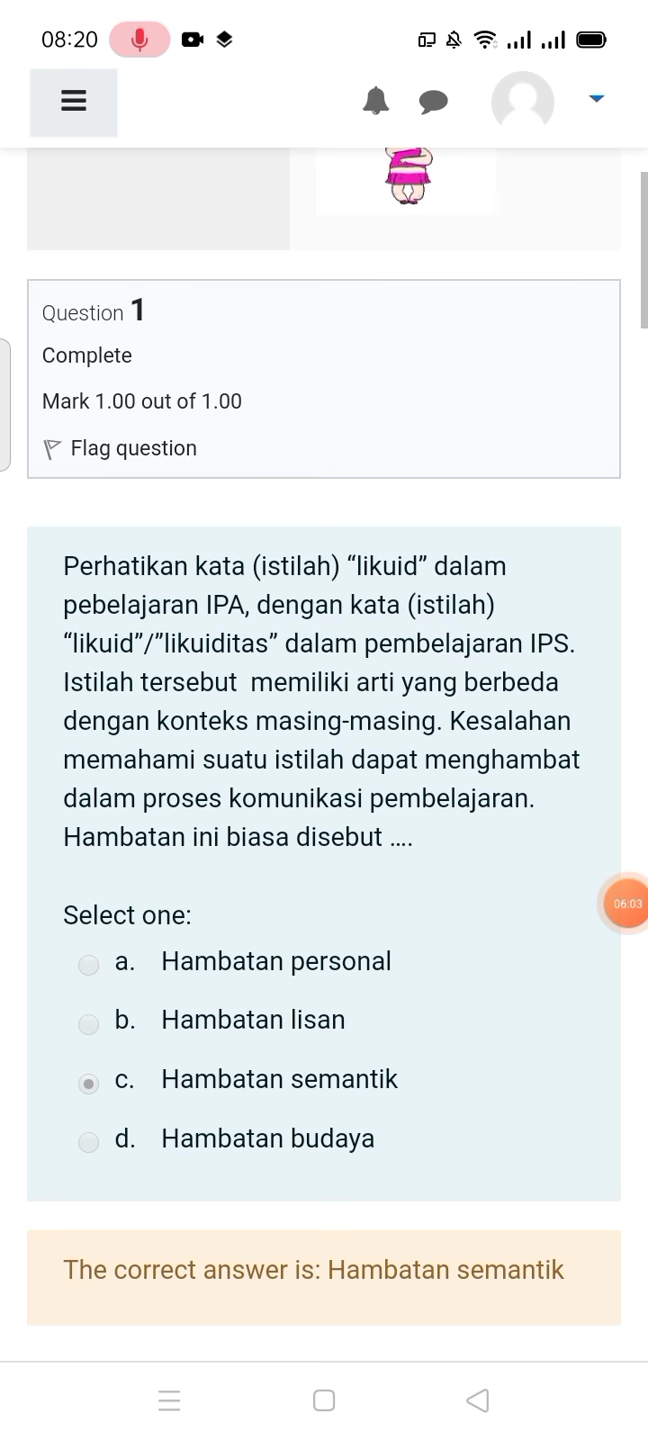 08:20
Question 1
Complete
Mark 1.00 out of 1.00
Flag question
Perhatikan kata (istilah) “likuid” dalam
pebelajaran IPA, dengan kata (istilah)
“likuid”/”likuiditas” dalam pembelajaran IPS.
Istilah tersebut  memiliki arti yang berbeda
dengan konteks masing-masing. Kesalahan
memahami suatu istilah dapat menghambat
dalam proses komunikasi pembelajaran.
Hambatan ini biasa disebut ....
06:03
Select one:
a. Hambatan personal
b. Hambatan lisan
c. Hambatan semantik
d. Hambatan budaya
The correct answer is: Hambatan semantik